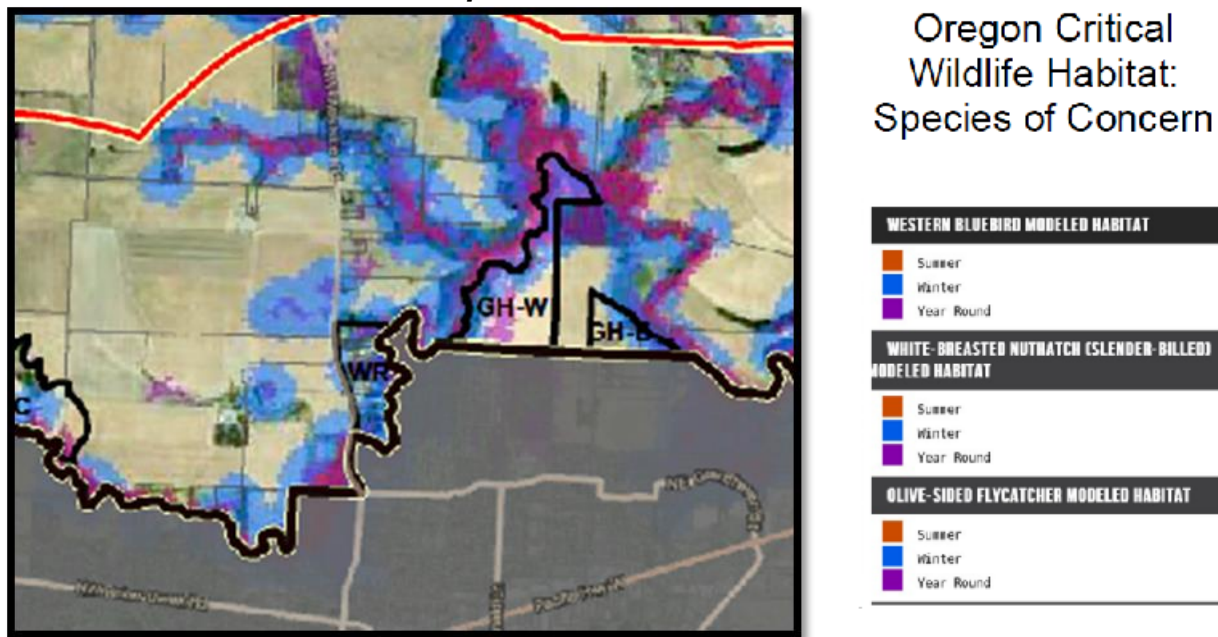 Oregon Critical
Wildlife Habitat:
Species of Concern
WESTERN BLUEBIRD MODELED HABITAT
Summer
Winter
Year Round
WHITE-BREASTED NUTHATCH (SLENDER-BILLED)
MODELED HABITAT
Summer
Winter
Year Round
OLIVE-SIDED FLYCATCHER MODELED HABITAT
Summer
Winter
Year Round
GH-W
WR
C